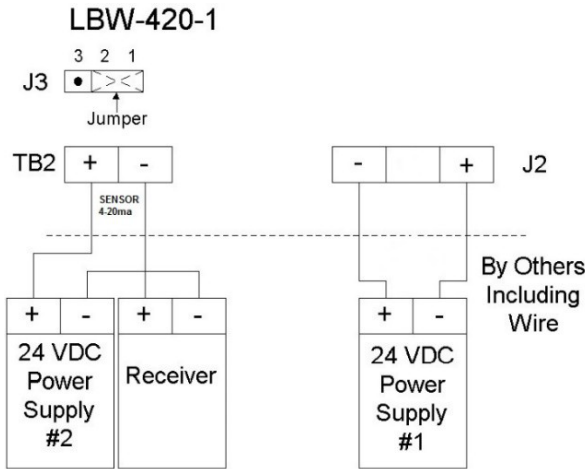 LBW-420-1
3 2 1
J3
Jumper
TB2 + -
- + J2
SENSOR
4-20ma
By Others
Including
Wire
+ - + -
24 VDC
Power
Supply
#2
Receiver
+ -
24 VDC
Power
Supply
#1